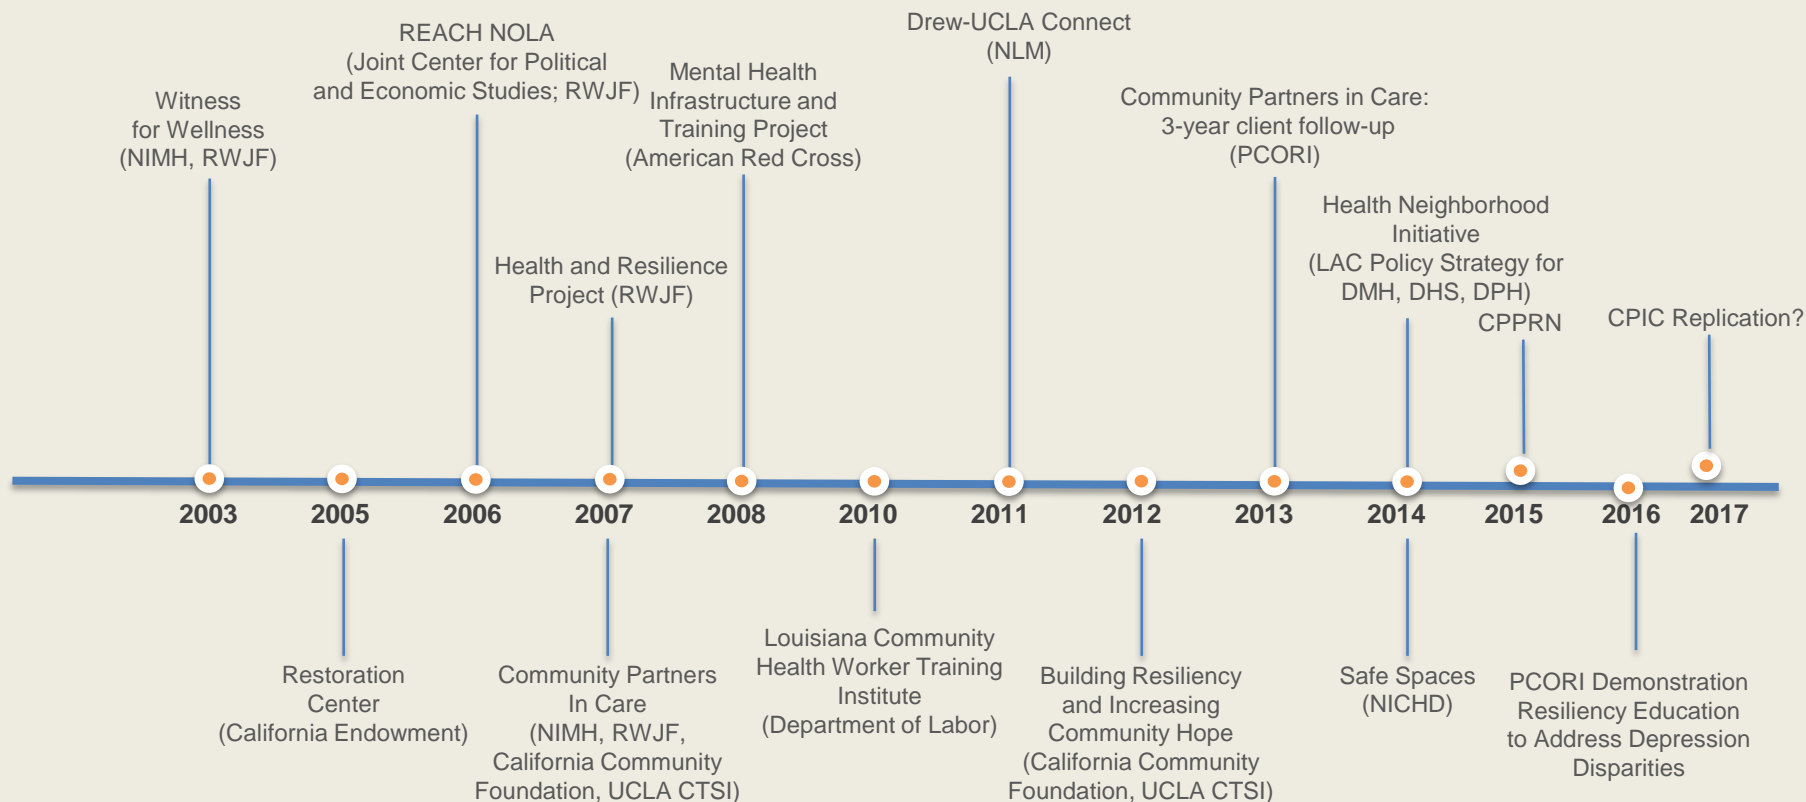 Witness
for Wellness
(NIMH, RWJF)
REACH NOLA
(Joint Center for Political
and Economic Studies; RWJF)
Health and Resilience
Project (RWJF)
Mental Health
Infrastructure and
Training Project
(American Red Cross)
Drew-UCLA Connect
(NLM)
Community Partners in Care:
3-year client follow-up
(PCORI)
Health Neighborhood
Initiative
(LAC Policy Strategy for
DMH, DHS, DPH)
CPPRN
CPIC Replication?
2003
2005
2006
2007
2008
2010
2011
2012
2013
2014
2015
2016
2017
Restoration
Center
(California Endowment)
Community Partners
In Care
(NIMH, RWJF,
California Community
Foundation, UCLA CTSI)
Louisiana Community
Health Worker Training
Institute
(Department of Labor)
Building Resiliency
and Increasing
Community Hope
(California Community
Foundation, UCLA CTSI)
Safe Spaces
(NICHD)
PCORI Demonstration
Resiliency Education
to Address Depression
Disparities